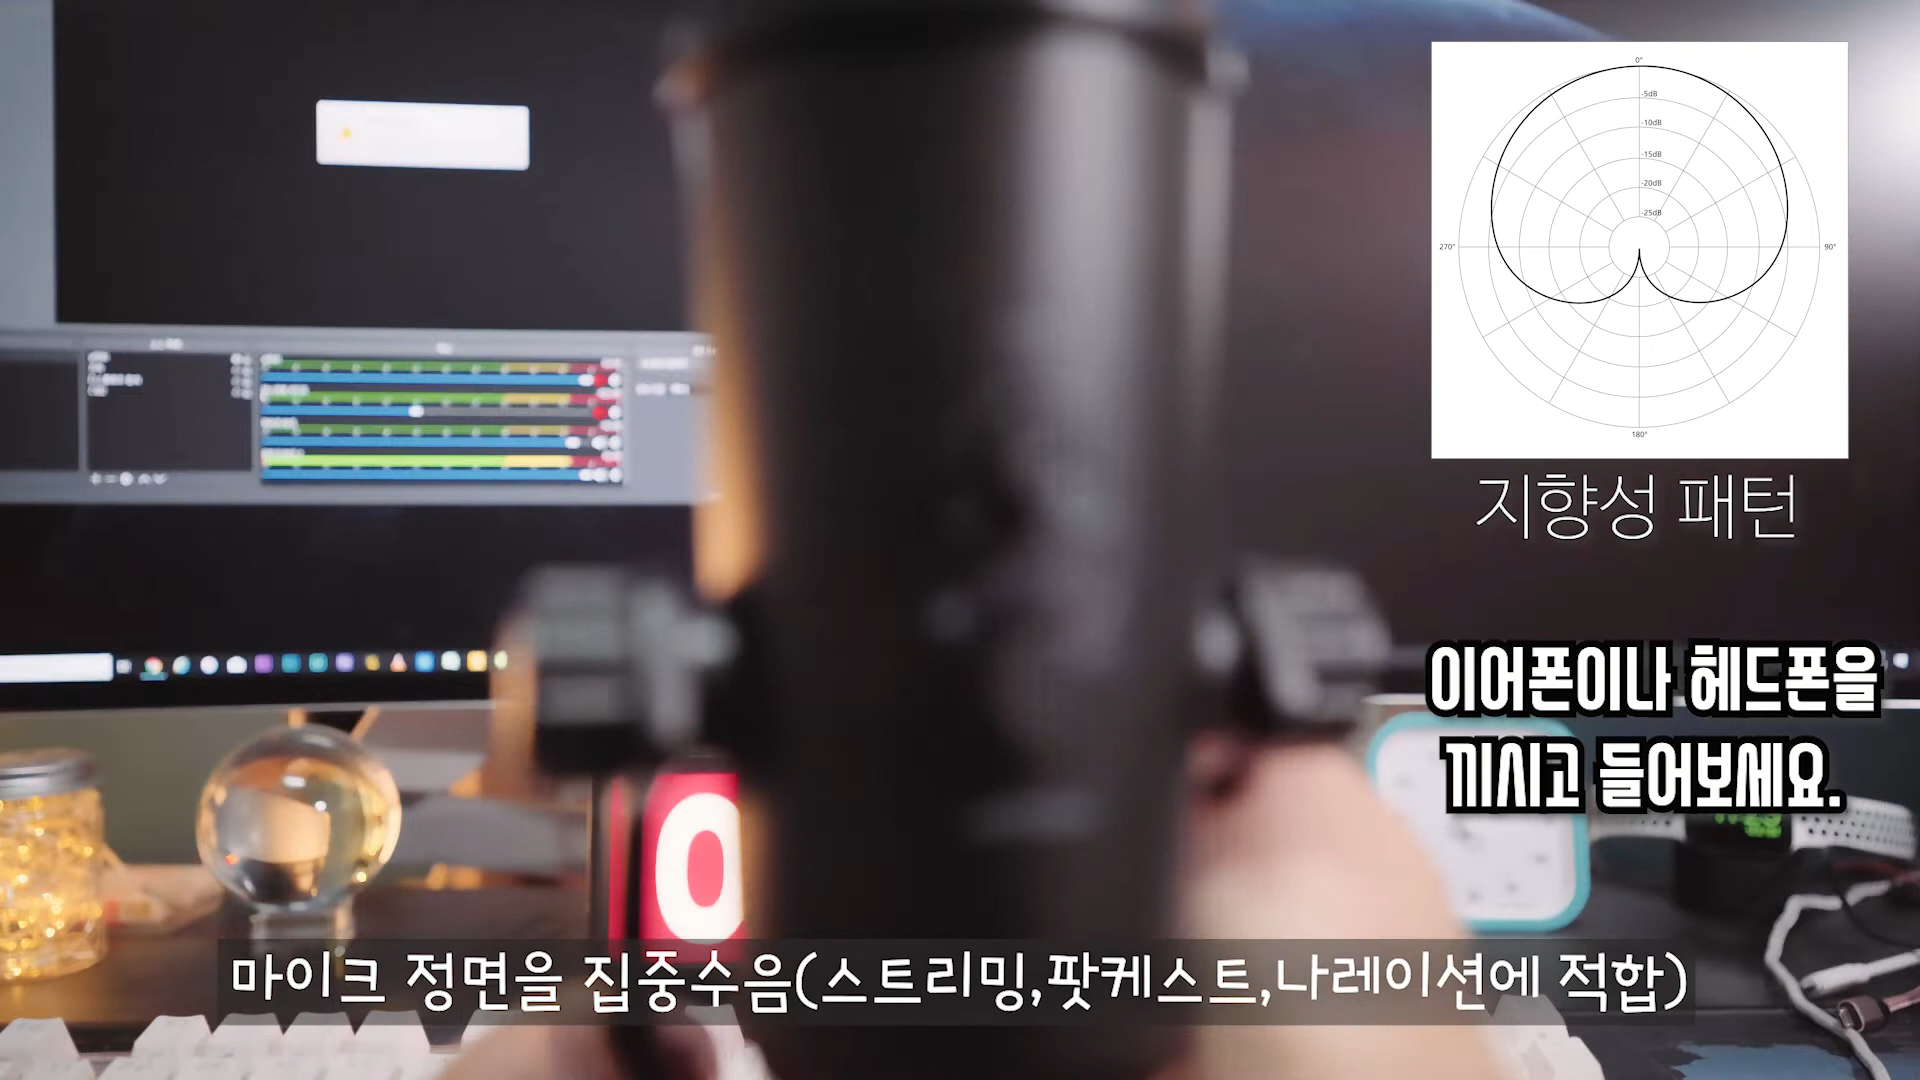 0°
-5dB
-10dB
-15dB
-20dB
-25dB
270°
90°
180°
지향성 패턴
이어폰이나 헤드폰을
끼시고 들어보세요.
0
마이크 정면을 집중수음(스트리밍,팟케스트,나레이션에 적합)